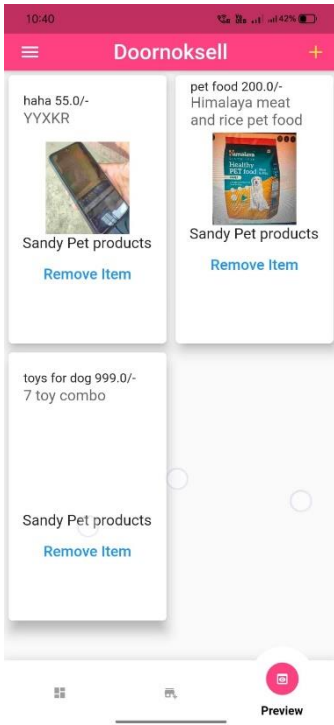 10:40
42%
Doornoksell
haha 55.0/-
YYXKR
Sandy Pet products
Remove Item
pet food 200.0/-
Himalaya meat
and rice pet food
Himalaya
Healthy
PET food
Sandy Pet products
Remove Item
toys for dog 999.0/-
7 toy combo
Sandy Pet products
Remove Item
Preview